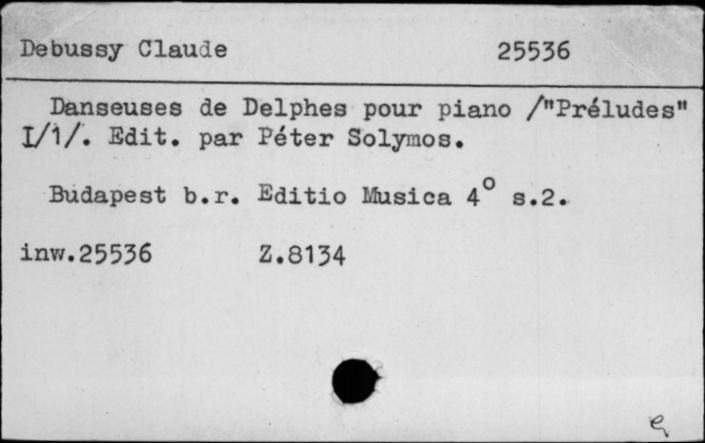 Debussy Claude 25536
Danseuses de Delphes pour piano /"Préludes"
I/1/. Edit. par Péter Solymos.
Budapest b.r. Editio Musica 4° s.2.
inw.25536 Z.8134